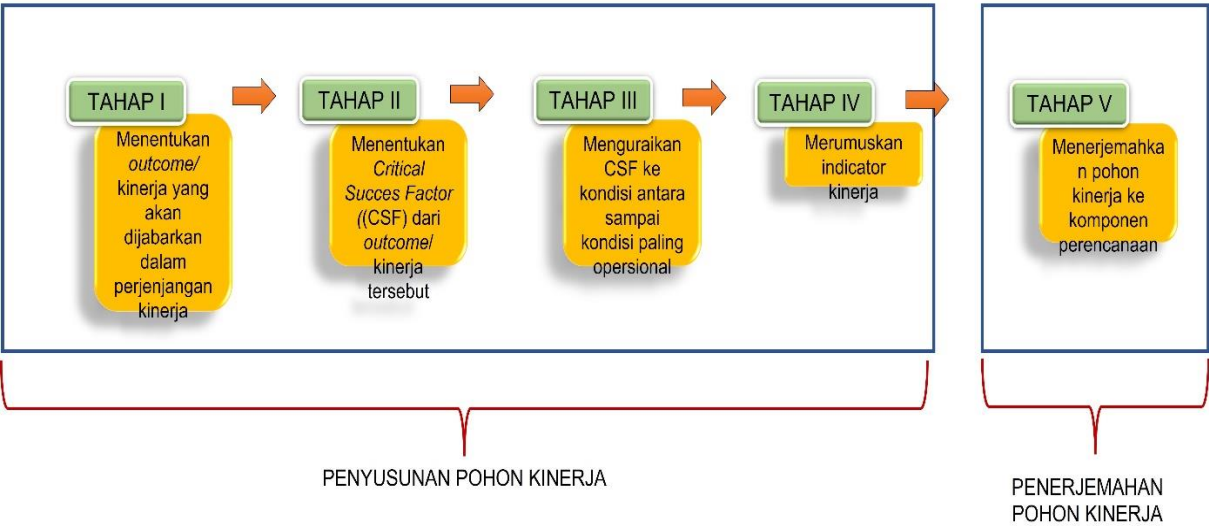 TAHAP I
Menentukan
outcome/
kinerja yang
akan
dijabarkan
dalam
perjenjangan
kinerja
TAHAP II
Menentukan
Critical
Succes Factor
((CSF) dari
outcome/
kinerja
tersebut
TAHAP III
Menguraikan
CSF ke
kondisi antara
sampai
kondisi paling
opersional
TAHAP IV
Merumuskan
indicator
kinerja
TAHAP V
Menerjemahka
n pohon
kinerja ke
komponen
perencanaan
PENYUSUNAN POHON KINERJA
PENERJEMAHAN
POHON KINERJA